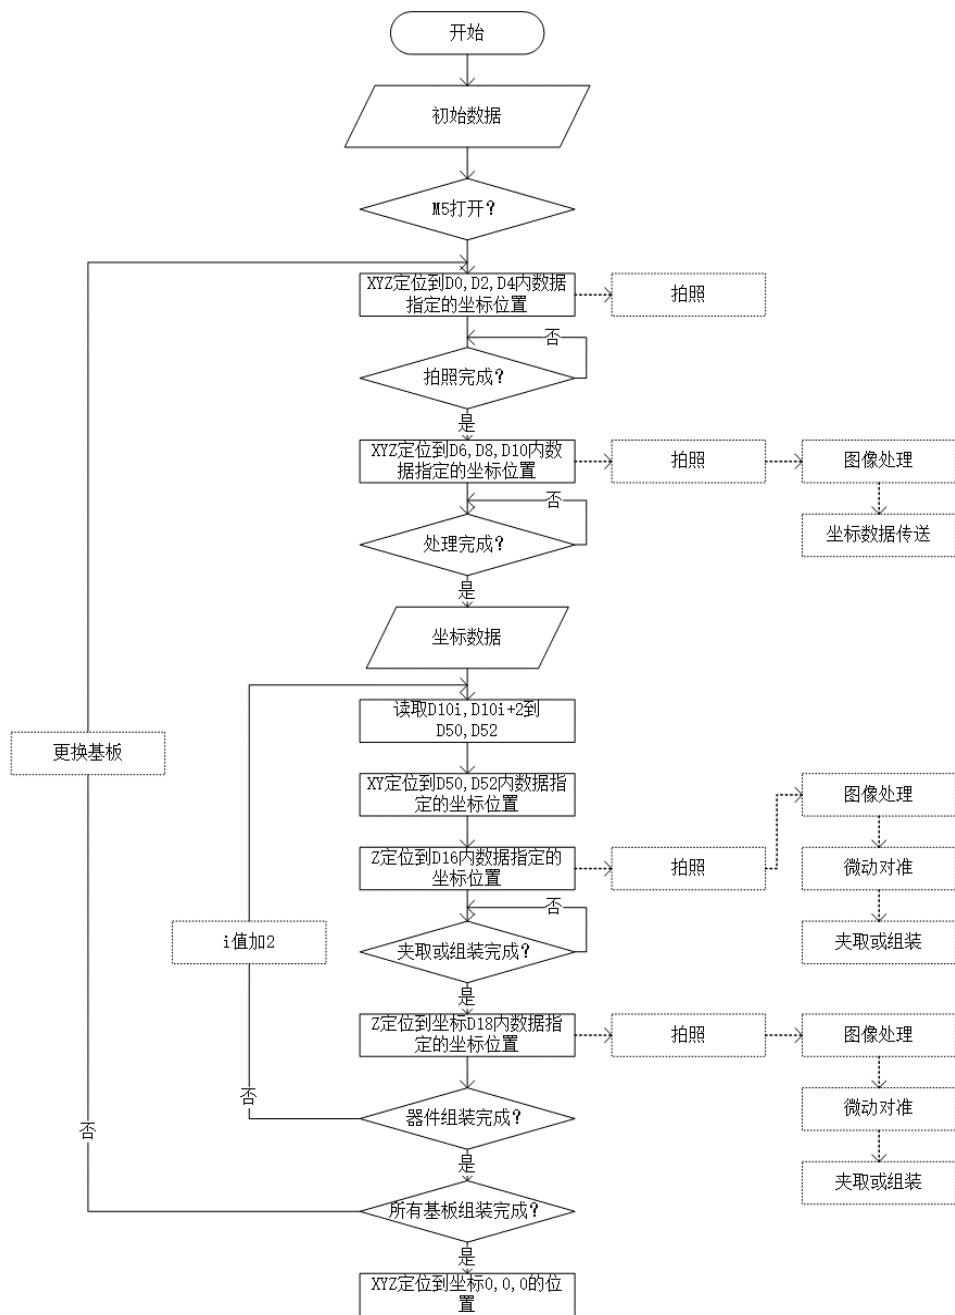 开始
初始数据
M5打开?
XYZ定位到D0,D2,D4内数据
指定的坐标位置
拍照
否
拍照完成?
是
XYZ定位到D6,D8,D10内数
据指定的坐标位置
拍照
图像处理
否
坐标数据传送
处理完成?
是
坐标数据
读取D10i,D10i+2到
D50,D52
更换基板
XY定位到D50,D52内数据指
定的坐标位置
图像处理
Z定位到D16内数据指定的
坐标位置
拍照
微动对准
否
i值加2
夹取或组装完成?
夹取或组装
是
Z定位到坐标D18内数据指
定的坐标位置
拍照
图像处理
否
器件组装完成?
微动对准
否
是
夹取或组装
所有基板组装完成?
是
XYZ定位到坐标0,0,0的位
置